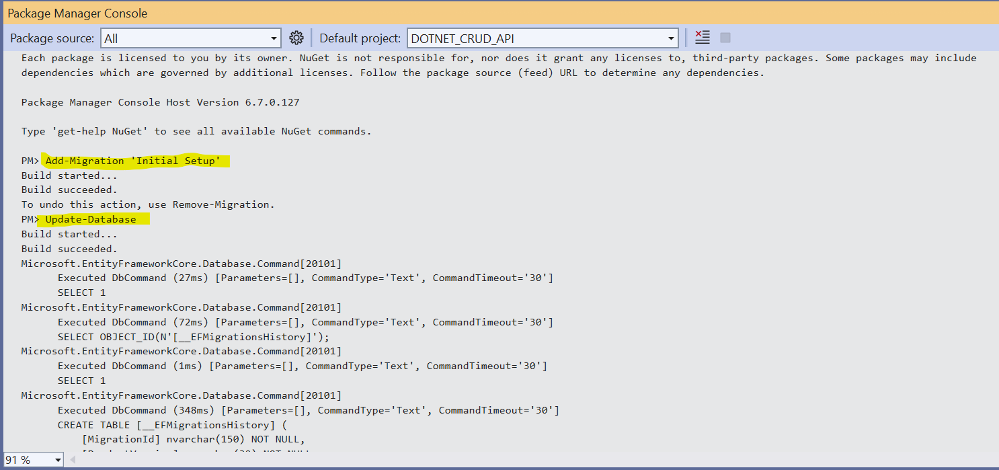 Package Manager Console
Package source: All Default project: DOTNET_CRUD_API
Each package is licensed to you by its owner. NuGet is not responsible for, nor does it grant any licenses to, third-party packages. Some packages may include
dependencies which are governed by additional licenses. Follow the package source (feed) URL to determine any dependencies.
Package Manager Console Host Version 6.7.0.127
Type 'get-help NuGet' to see all available NuGet commands.
PM> Add-Migration 'Initial Setup'
Build started...
Build succeeded.
To undo this action, use Remove-Migration.
PM> Update-Database
Build started...
Build succeeded.
Microsoft.EntityFrameworkCore.Database.Command[20101]
Executed DbCommand (27ms) [Parameters=[], CommandType='Text', CommandTimeout='30']
SELECT 1
Microsoft.EntityFrameworkCore.Database.Command[20101]
Executed DbCommand (72ms) [Parameters=[], CommandType='Text', CommandTimeout='30']
SELECT OBJECT_ID(N'[__EFMigrationsHistory]');
Microsoft.EntityFrameworkCore.Database.Command[20101]
Executed DbCommand (1ms) [Parameters=[], CommandType='Text', CommandTimeout='30']
SELECT 1
Microsoft.EntityFrameworkCore.Database.Command[20101]
Executed DbCommand (348ms) [Parameters=[], CommandType='Text', CommandTimeout='30']
CREATE TABLE [__EFMigrationsHistory] (
[MigrationId] nvarchar(150) NOT NULL,
91 %